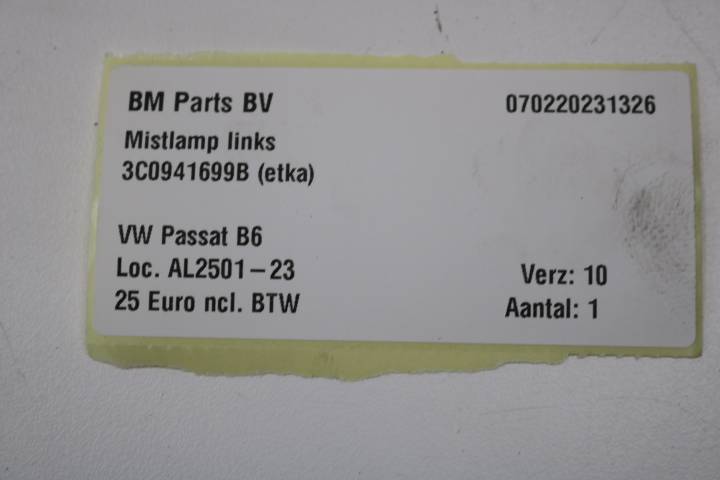 BM Parts BV 070220231326
Mistlamp links
3C0941699B (etka)
VW Passat B6
Loc. AL2501-23 Verz: 10
25 Euro ncl. BTW Aantal: 1